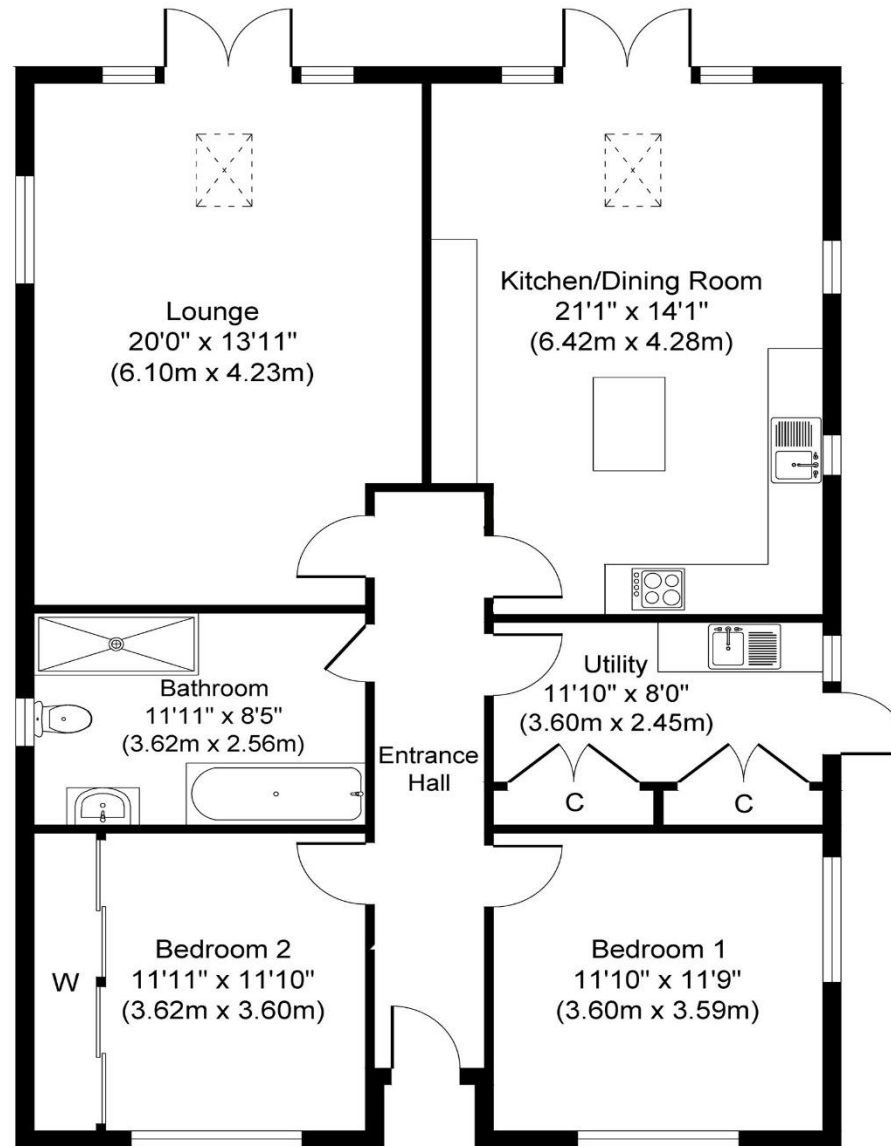 Lounge
20'0" x 13'11"
(6.10m x 4.23m)
Kitchen/Dining Room
21'1" x 14'1"
(6.42m x 4.28m)
Bathroom
11'11" x 8'5"
(3.62m x 2.56m)
Entrance
Hall
Utility
11'10" x 8'0"
(3.60m x 2.45m)
C
C
W
Bedroom 2
11'11" x 11'10"
(3.62m x 3.60m)
Bedroom 1
11'10" x 11'9"
(3.60m x 3.59m)